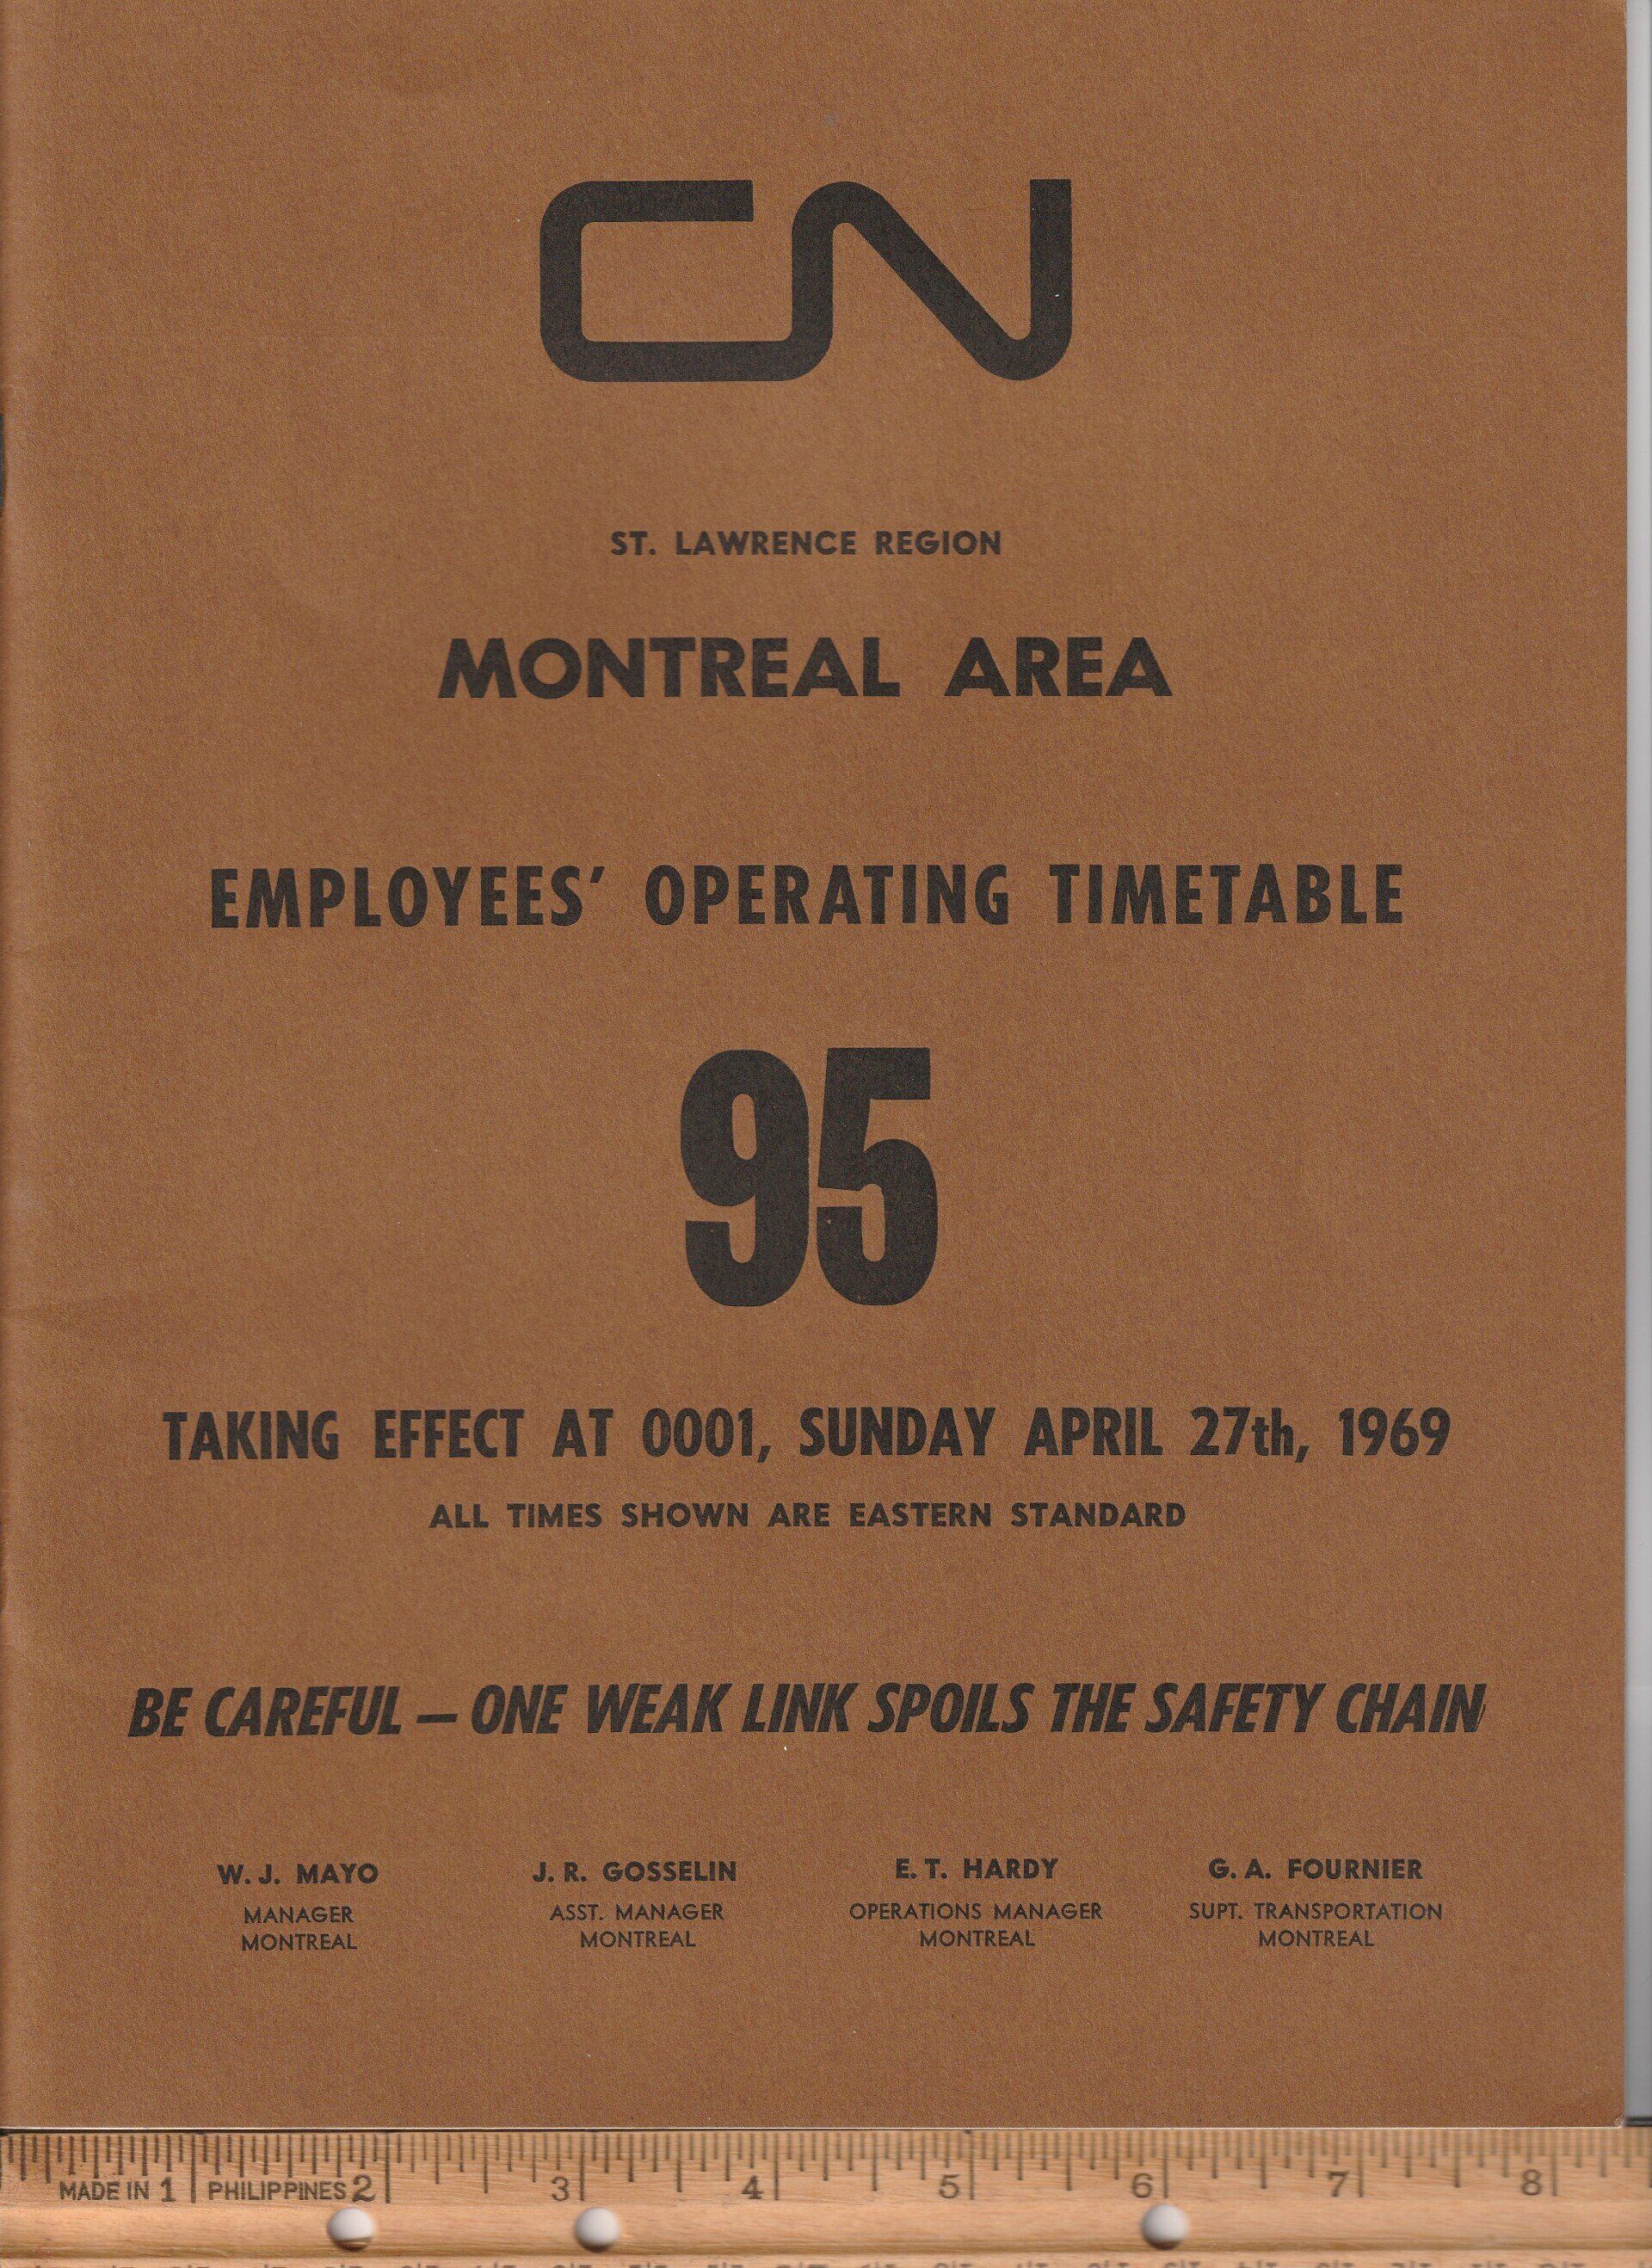 CN
ST. LAWRENCE REGION
MONTREAL AREA
EMPLOYEES' OPERATING TIMETABLE
95
TAKING EFFECT AT 0001, SUNDAY APRIL 27th, 1969
ALL TIMES SHOWN ARE EASTERN STANDARD
BE CAREFUL — ONE WEAK LINK SPOILS THE SAFETY CHAIN
W. J. MAYO
MANAGER
MONTREAL
J. R. GOSSELIN
ASST. MANAGER
MONTREAL
E. T. HARDY
OPERATIONS MANAGER
MONTREAL
G. A. FOURNIER
SUPT. TRANSPORTATION
MONTREAL
MADE IN 1 PHILIPPINES 2 3 4 5 6 7 8